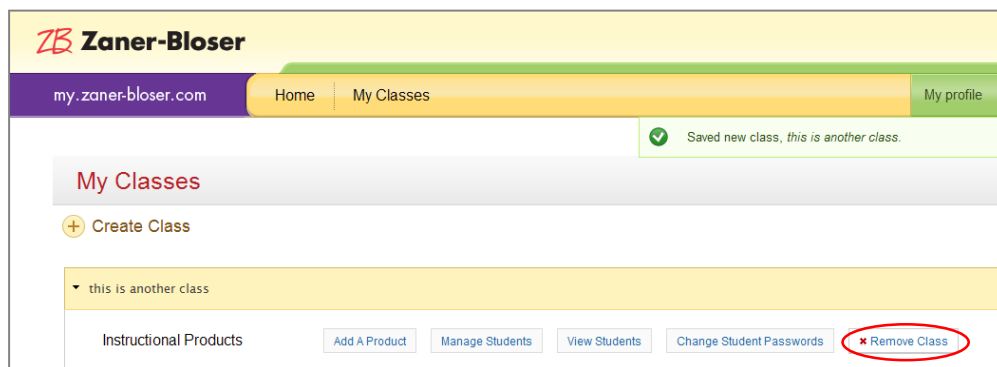 ZB Zaner-Bloser
my.zaner-bloser.com Home My Classes My profile
Saved new class, this is another class.
My Classes
Create Class
this is another class
Instructional Products Add A Product Manage Students View Students Change Student Passwords Remove Class